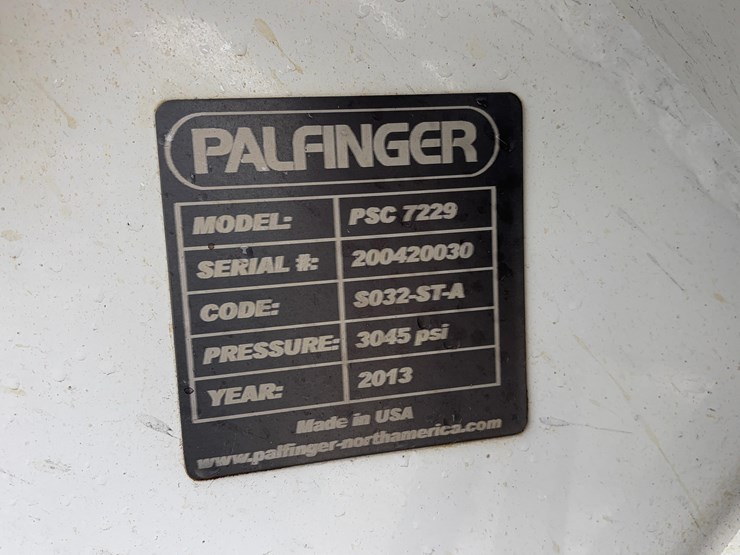 PALFINGER
MODEL: PSC 7229
SERIAL #: 200420030
CODE: S032-ST-A
PRESSURE: 3045 psi
YEAR: 2013
Made in USA
www.palfinger-northamerica.com